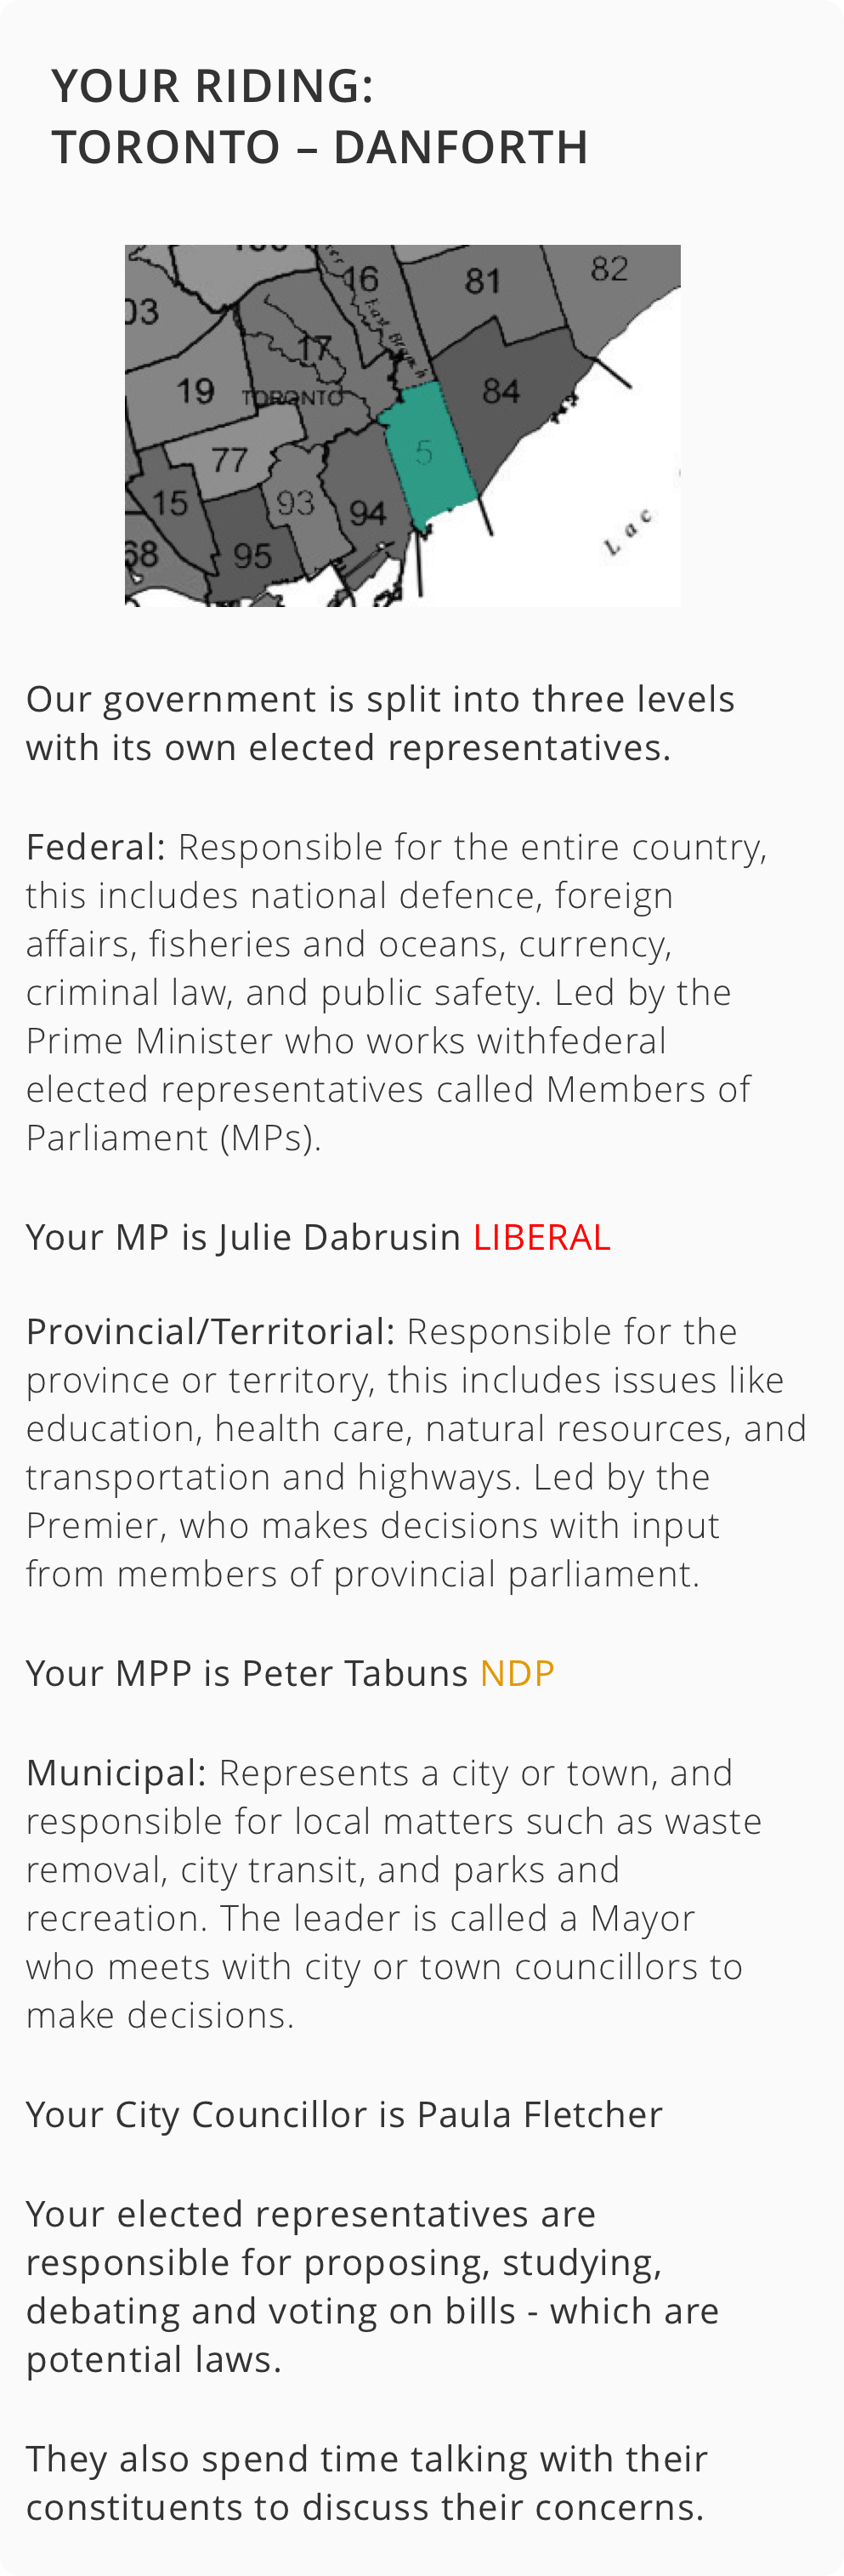 YOUR RIDING:
TORONTO – DANFORTH
16
81
82
03
17
19
TORONTO
84
77
5
15
93
94
68
95
East Branch
Lac
Our government is split into three levels
with its own elected representatives.
Federal: Responsible for the entire country,
this includes national defence, foreign
affairs, fisheries and oceans, currency,
criminal law, and public safety. Led by the
Prime Minister who works withfederal
elected representatives called Members of
Parliament (MPs).
Your MP is Julie Dabrusin LIBERAL
Provincial/Territorial: Responsible for the
province or territory, this includes issues like
education, health care, natural resources, and
transportation and highways. Led by the
Premier, who makes decisions with input
from members of provincial parliament.
Your MPP is Peter Tabuns NDP
Municipal: Represents a city or town, and
responsible for local matters such as waste
removal, city transit, and parks and
recreation. The leader is called a Mayor
who meets with city or town councillors to
make decisions.
Your City Councillor is Paula Fletcher
Your elected representatives are
responsible for proposing, studying,
debating and voting on bills - which are
potential laws.
They also spend time talking with their
constituents to discuss their concerns.